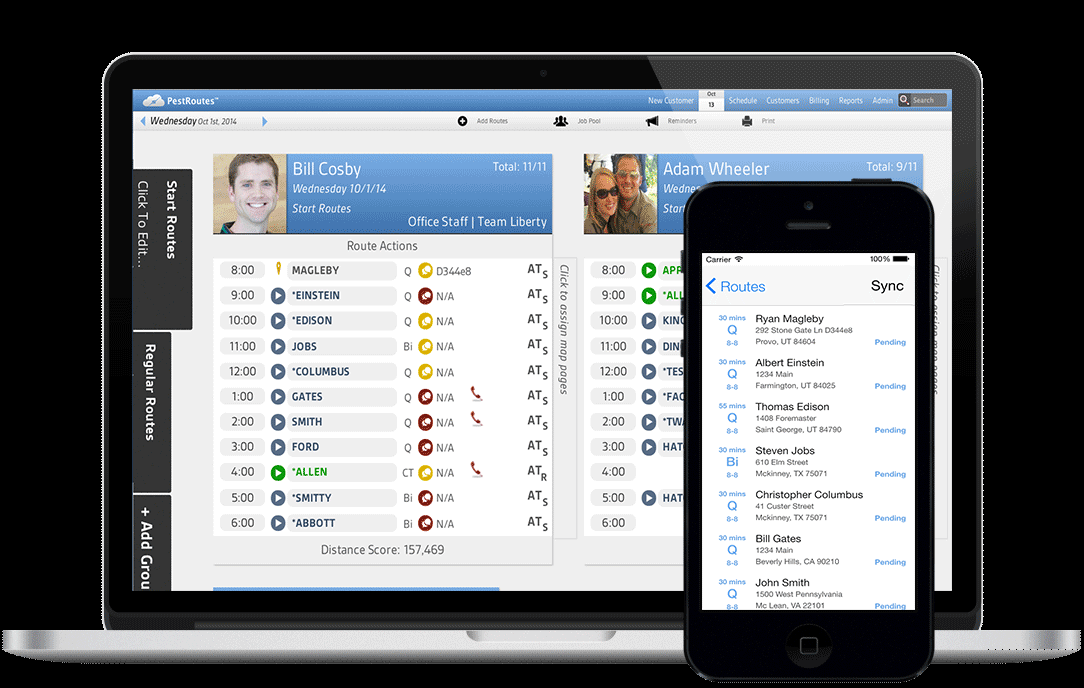 PestRoutes™
New Customer
Oct
13
Schedule
Customers
Billing
Reports
Admin
Search
Wednesday Oct 1st, 2014
Add Routes
Job Pool
Reminders
Print
Start Routes
Click To Edit...
Regular Routes
+ Add Grou
Bill Cosby
Total: 11/11
Wednesday 10/1/14
Start Routes
Office Staff | Team Liberty
Route Actions
8:00 MAGLEBY Q D344e8 ATS
9:00 *EINSTEIN Q N/A ATS
10:00 *EDISON Q N/A ATS
11:00 JOBS Bi N/A ATS
12:00 *COLUMBUS Q N/A ATS
1:00 GATES Q N/A ATS
2:00 SMITH Q N/A ATS
3:00 FORD Q N/A ATS
4:00 *ALLEN CT N/A ATR
5:00 *SMITTY Bi N/A ATS
6:00 *ABBOTT Bi N/A ATS
Distance Score: 157,469
Click to assign map pages
Adam Wheeler
Total: 9/11
Wedne
Start
8:00 APR
9:00 *ALL
10:00 KING
11:00 DIN
12:00 *TES
1:00 *FAC
2:00 *TW
3:00 HAT
4:00
5:00 HAT
6:00
Carrier
100%
Routes
Sync
30 mins
Ryan Magleby
Q
292 Stone Gate Ln D344e8
8-8
Provo, UT 84604
Pending
30 mins
Albert Einstein
Q
1234 Main
8-8
Farmington, UT 84025
Pending
55 mins
Thomas Edison
Q
1408 Foremaster
8-8
Saint George, UT 84790
Pending
30 mins
Steven Jobs
Bi
610 Elm Street
8-8
Mckinney, TX 75071
Pending
30 mins
Christopher Columbus
Q
41 Custer Street
8-8
Mckinney, TX 75071
Pending
30 mins
Bill Gates
Q
1234 Main
8-8
Beverly Hills, CA 90210
Pending
30 mins
John Smith
Q
1500 West Pennsylvania
8-8
Mc Lean, VA 22101
Pending